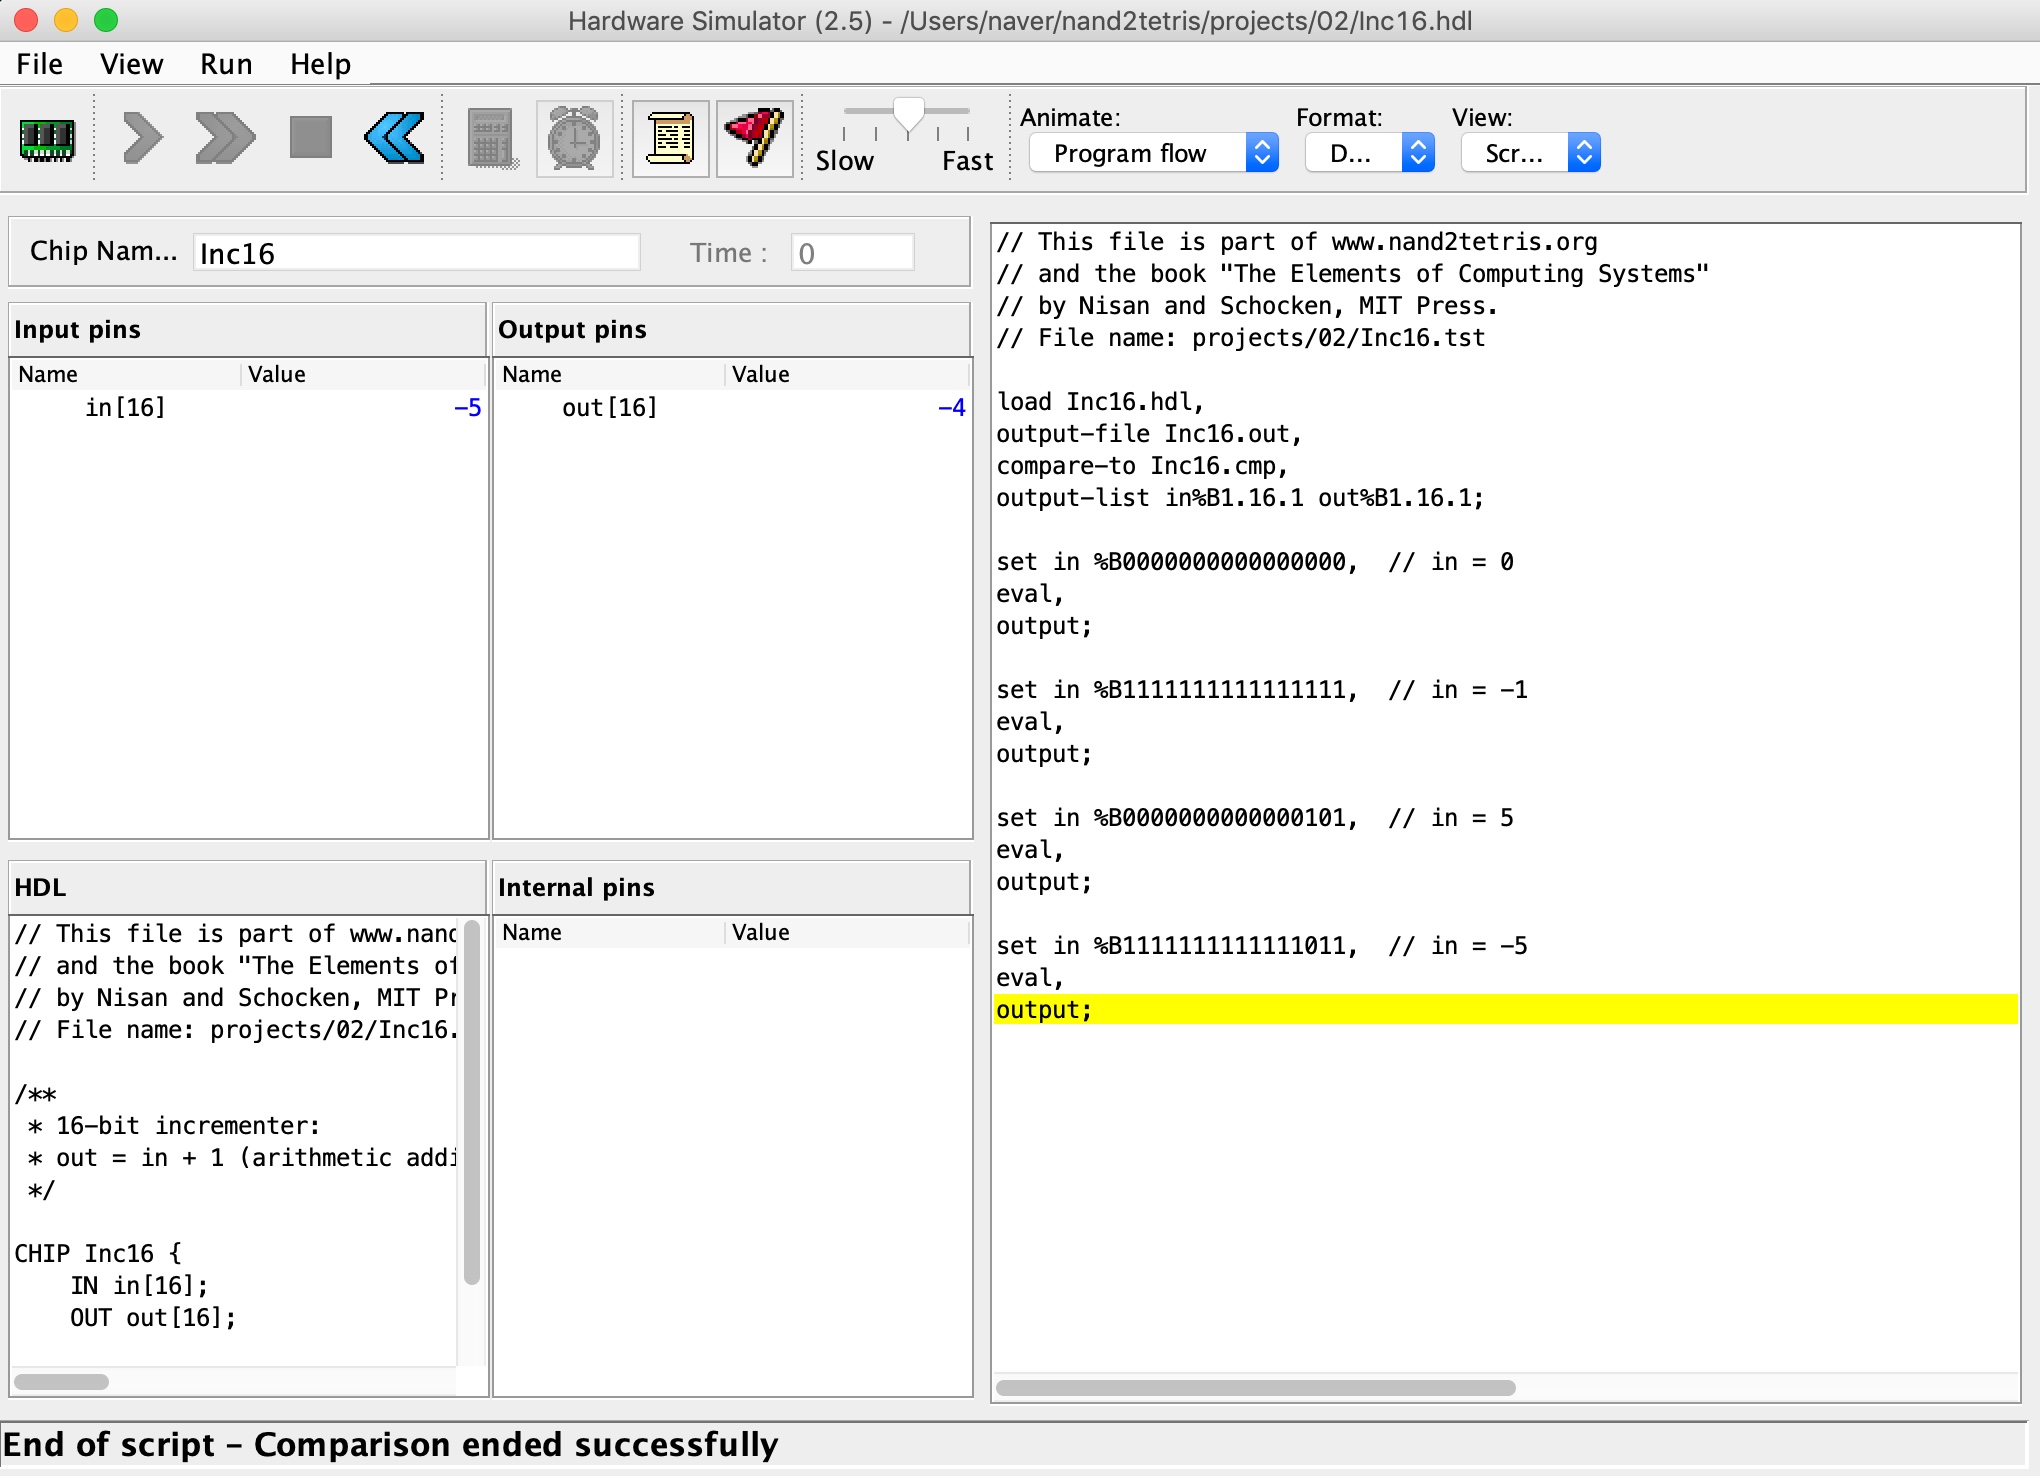 Hardware Simulator (2.5) - /Users/naver/nand2tetris/projects/02/Inc16.hdl
File View Run Help
Slow Fast
Animate:
Program flow
Format:
D...
View:
Scr...
Chip Nam... Inc16 Time : 0
Input pins
Name Value
in[16] -5
Output pins
Name Value
out[16] -4
HDL
// This file is part of www.nand
// and the book "The Elements of
// by Nisan and Schocken, MIT Pr
// File name: projects/02/Inc16.
/**
* 16-bit incrementer:
* out = in + 1 (arithmetic addi
*/
CHIP Inc16 {
IN in[16];
OUT out[16];
Internal pins
Name Value
// This file is part of www.nand2tetris.org
// and the book "The Elements of Computing Systems"
// by Nisan and Schocken, MIT Press.
// File name: projects/02/Inc16.tst
load Inc16.hdl,
output-file Inc16.out,
compare-to Inc16.cmp,
output-list in%B1.16.1 out%B1.16.1;
set in %B0000000000000000,  // in = 0
eval,
output;
set in %B1111111111111111,  // in = -1
eval,
output;
set in %B0000000000000101,  // in = 5
eval,
output;
set in %B1111111111111011,  // in = -5
eval,
output;
End of script - Comparison ended successfully